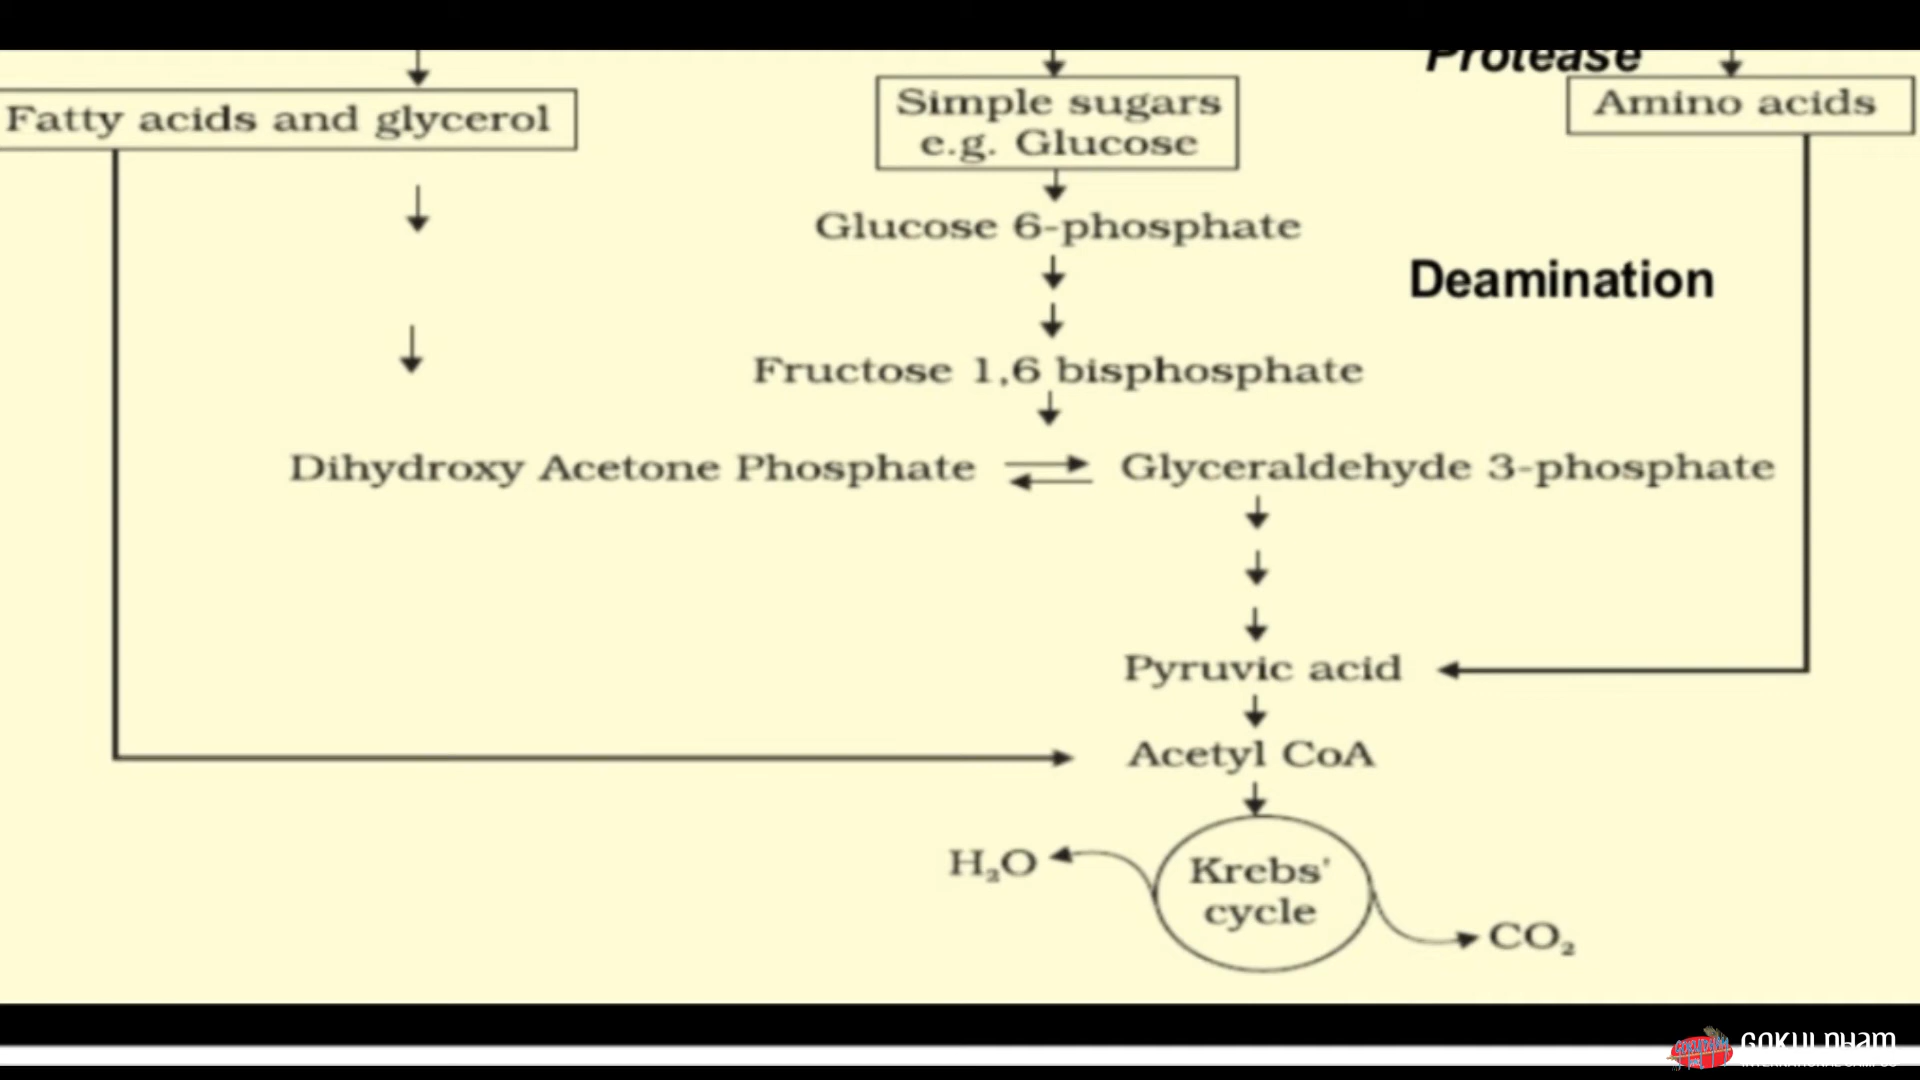 Protease
Fatty acids and glycerol
Simple sugars
e.g. Glucose
Amino acids
Glucose 6-phosphate
Deamination
Fructose 1,6 bisphosphate
Dihydroxy Acetone Phosphate
Glyceraldehyde 3-phosphate
Pyruvic acid
Acetyl CoA
H₂O
Krebs'
cycle
CO₂
GOKULDHAM